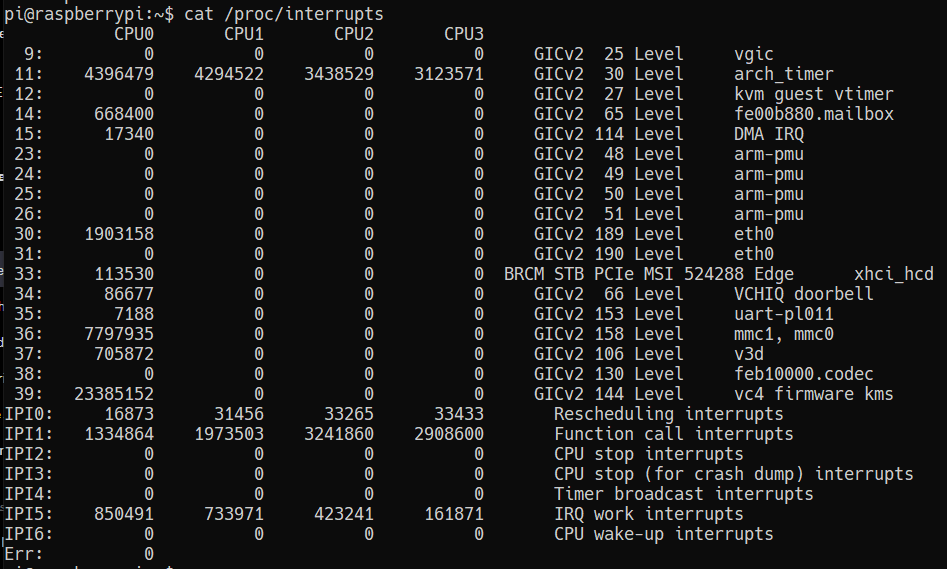 pi@raspberrypi:~$ cat /proc/interrupts
           CPU0       CPU1       CPU2       CPU3
  9:          0          0          0          0     GICv2  25 Level     vgic
 11:    4396479    4294522    3438529    3123571     GICv2  30 Level     arch_timer
 12:          0          0          0          0     GICv2  27 Level     kvm guest vtimer
 14:     668400          0          0          0     GICv2  65 Level     fe00b880.mailbox
 15:      17340          0          0          0     GICv2 114 Level     DMA IRQ
 23:          0          0          0          0     GICv2  48 Level     arm-pmu
 24:          0          0          0          0     GICv2  49 Level     arm-pmu
 25:          0          0          0          0     GICv2  50 Level     arm-pmu
 26:          0          0          0          0     GICv2  51 Level     arm-pmu
 30:    1903158          0          0          0     GICv2 189 Level     eth0
 31:          0          0          0          0     GICv2 190 Level     eth0
 33:     113530          0          0          0  BRCM STB PCIe MSI 524288 Edge      xhci_hcd
 34:      86677          0          0          0     GICv2  66 Level     VCHIQ doorbell
 35:       7188          0          0          0     GICv2 153 Level     uart-pl011
 36:    7797935          0          0          0     GICv2 158 Level     mmc1, mmc0
 37:     705872          0          0          0     GICv2 106 Level     v3d
 38:          0          0          0          0     GICv2 130 Level     feb10000.codec
 39:   23385152          0          0          0     GICv2 144 Level     vc4 firmware kms
IPI0:     16873      31456      33265      33433       Rescheduling interrupts
IPI1:   1334864    1973503    3241860    2908600       Function call interrupts
IPI2:         0          0          0          0       CPU stop interrupts
IPI3:         0          0          0          0       CPU stop (for crash dump) interrupts
IPI4:         0          0          0          0       Timer broadcast interrupts
IPI5:    850491     733971     423241     161871       IRQ work interrupts
IPI6:         0          0          0          0       CPU wake-up interrupts
Err:          0